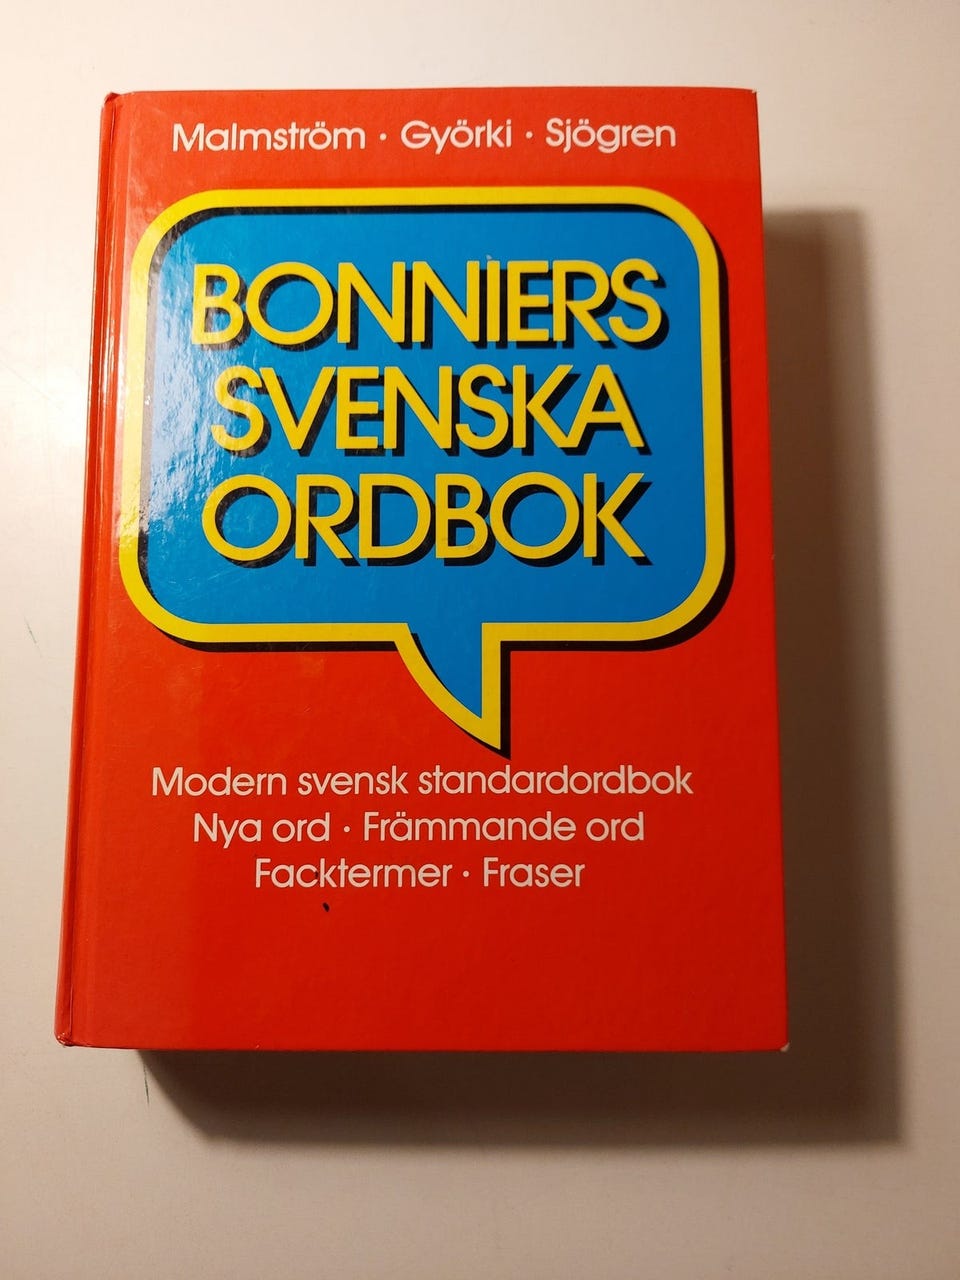 Malmström · Györki · Sjögren
BONNIERS
SVENSKA
ORDBOK
Modern svensk standardordbok
Nya ord · Främmande ord
Facktermer · Fraser